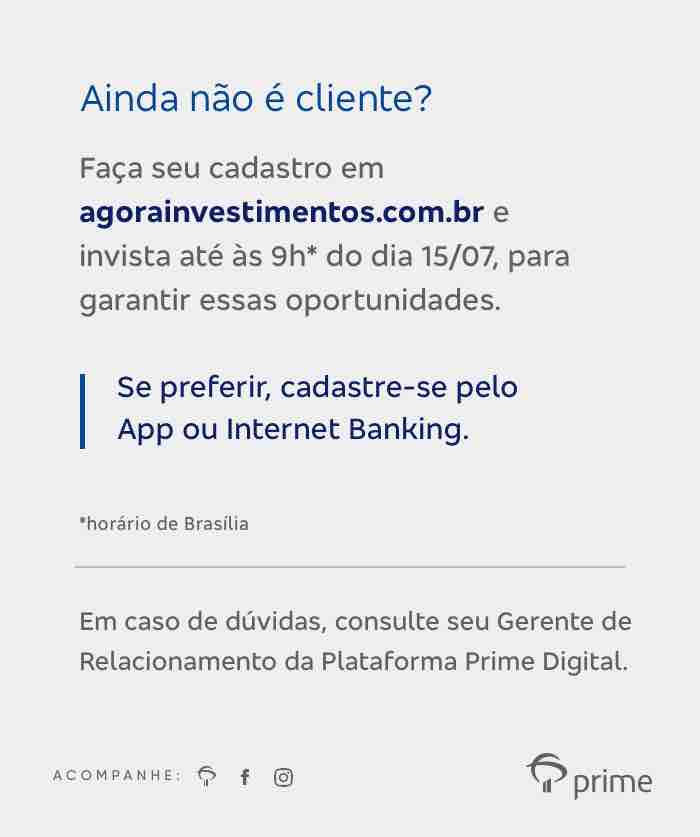 Ainda não é cliente?
Faça seu cadastro em
agorainvestimentos.com.br e
invista até às 9h* do dia 15/07, para
garantir essas oportunidades.
Se preferir, cadastre-se pelo
App ou Internet Banking.
*horário de Brasília
Em caso de dúvidas, consulte seu Gerente de
Relacionamento da Plataforma Prime Digital.
ACOMPANHE:
prime